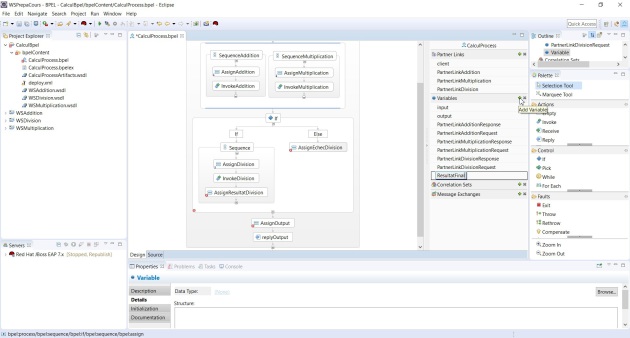 WSPrepeCours - BPEL - CalculBpel/bpelContent/CalculProcess.bpel - Eclipse
File Edit Navigate Search Project Run Window Help
Quick Access
Project Explorer
CalculBpel
bpelContent
CalculProcess.bpel
CalculProcess.bpelex
CalculProcessArtifacts.wsdl
deploy.xml
WSAddition.wsdl
WSDivision.wsdl
WSMultiplication.wsdl
WSAddition
WSDivision
WSMultiplication
Servers
Red Hat JBoss EAP 7.x [Stopped, Republish]
*CalculProcess.bpel
SequenceAddition
AssignAddition
InvokeAddition
SequenceMultiplication
AssignMultiplication
InvokeMultiplication
If
If
Else
Sequence
AssignEchecDivision
AssignDivision
InvokeDivision
AssignResultatDivision
AssignOutput
replyOutput
Design Source
CalculProcess
Partner Links
client
PartnerLinkAddition
PartnerLinkMultiplication
PartnerLinkDivision
Variables
Add Variable
input
output
PartnerLinkAdditionResponse
PartnerLinkAdditionRequest
PartnerLinkMultiplicationResponse
PartnerLinkMultiplicationRequest
PartnerLinkDivisionResponse
PartnerLinkDivisionRequest
ResultatFinal
Correlation Sets
Message Exchanges
Outline
PartnerLinkDivisionRequest
Variable
Correlation Sets
Palette
Selection Tool
Marquee Tool
Actions
Empty
Invoke
Receive
Reply
Control
If
Pick
While
For Each
Faults
Exit
Throw
Rethrow
Compensate
Zoom In
Zoom Out
Properties Problems Tasks Console
Variable
Description
Details
Initialization
Documentation
Data Type:
Browse...
Structure:
bpel:process/bpel:sequence/bpel:if/bpel:sequence/bpel:assign